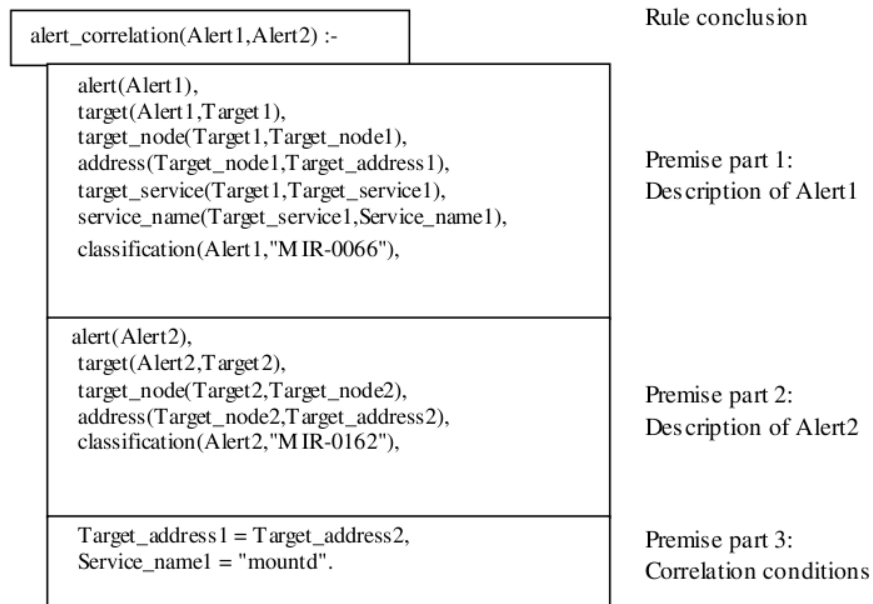 Rule conclusion
alert_correlation(Alert1,Alert2) :-
alert(Alert1),
target(Alert1,Target1),
target_node(Target1,Target_node1),
address(Target_node1,Target_address1),
target_service(Target1,Target_service1),
service_name(Target_service1,Service_name1),
classification(Alert1,"MIR-0066"),
Premise part 1:
Description of Alert1
alert(Alert2),
target(Alert2,Target2),
target_node(Target2,Target_node2),
address(Target_node2,Target_address2),
classification(Alert2,"MIR-0162"),
Premise part 2:
Description of Alert2
Target_address1 = Target_address2,
Service_name1 = "mountd".
Premise part 3:
Correlation conditions